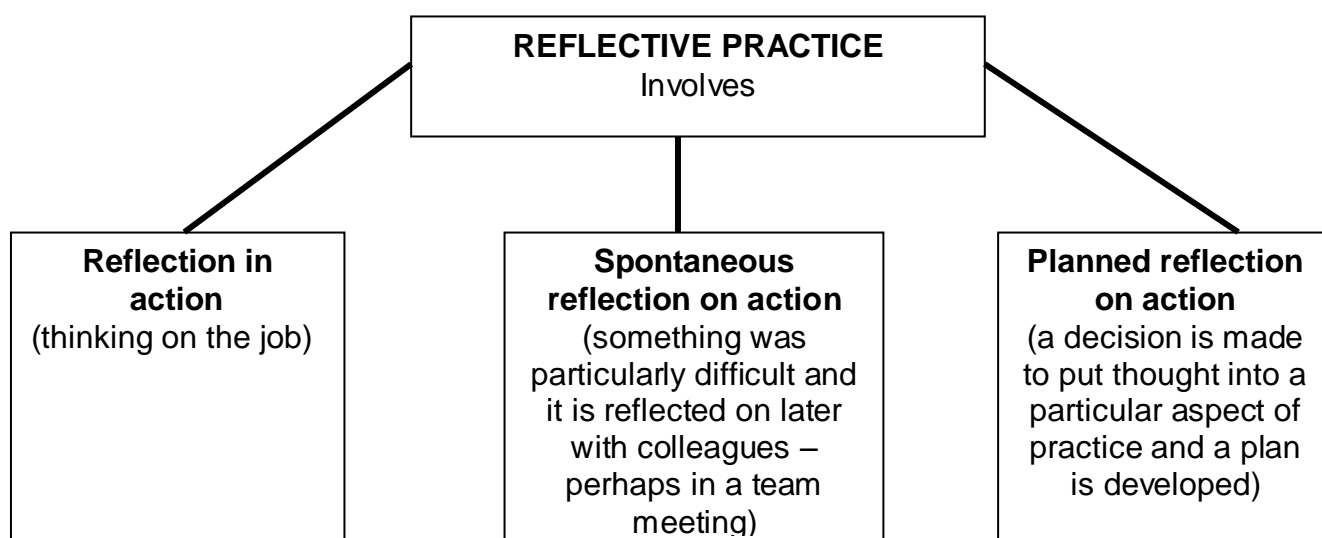 REFLECTIVE PRACTICE
Involves
Reflection in
action
(thinking on the job)
Spontaneous
reflection on action
(something was
particularly difficult and
it is reflected on later
with colleagues –
perhaps in a team
meeting)
Planned reflection
on action
(a decision is made
to put thought into a
particular aspect of
practice and a plan
is developed)